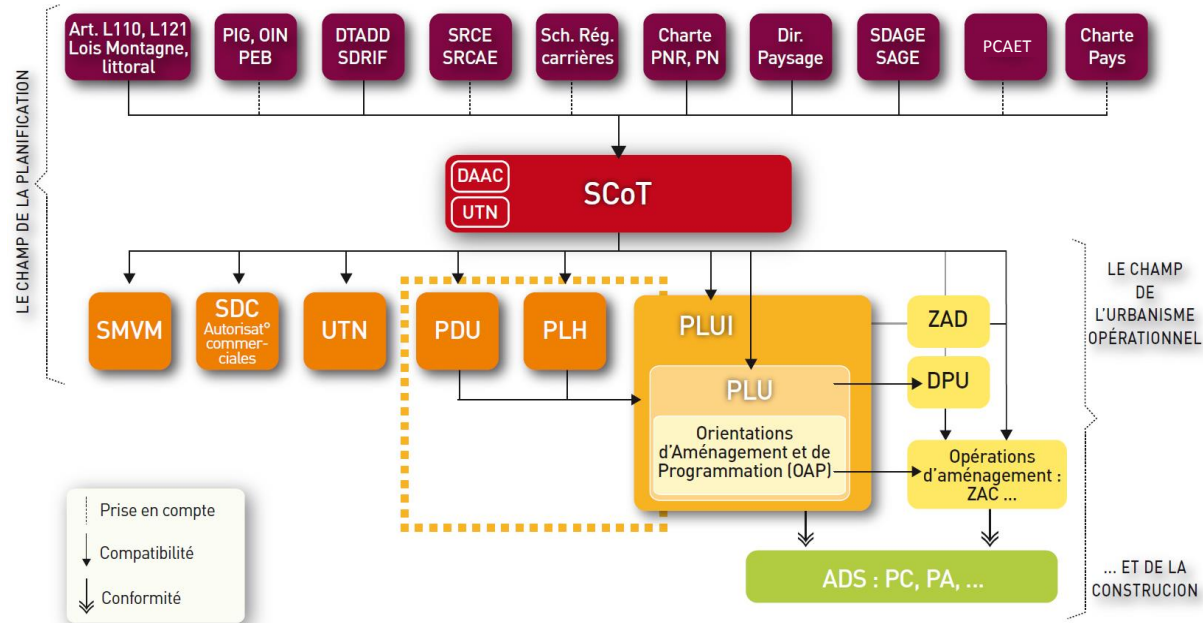 LE CHAMP DE LA PLANIFICATION
Art. L110, L121
Lois Montagne,
littoral
PIG, OIN
PEB
DTADD
SDRIF
SRCE
SRCAE
Sch. Rég.
carrières
Charte
PNR, PN
Dir.
Paysage
SDAGE
SAGE
PCAET
Charte
Pays
DAAC
UTN
SCoT
SMVM
SDC
Autorisat°
commer-
ciales
UTN
PDU
PLH
PLUI
PLU
Orientations
d'Aménagement et de
Programmation (OAP)
ZAD
DPU
Opérations
d'aménagement :
ZAC ...
LE CHAMP
DE
L'URBANISME
OPÉRATIONNEL
ADS : PC, PA, ...
... ET DE LA
CONSTRUCION
Prise en compte
Compatibilité
Conformité